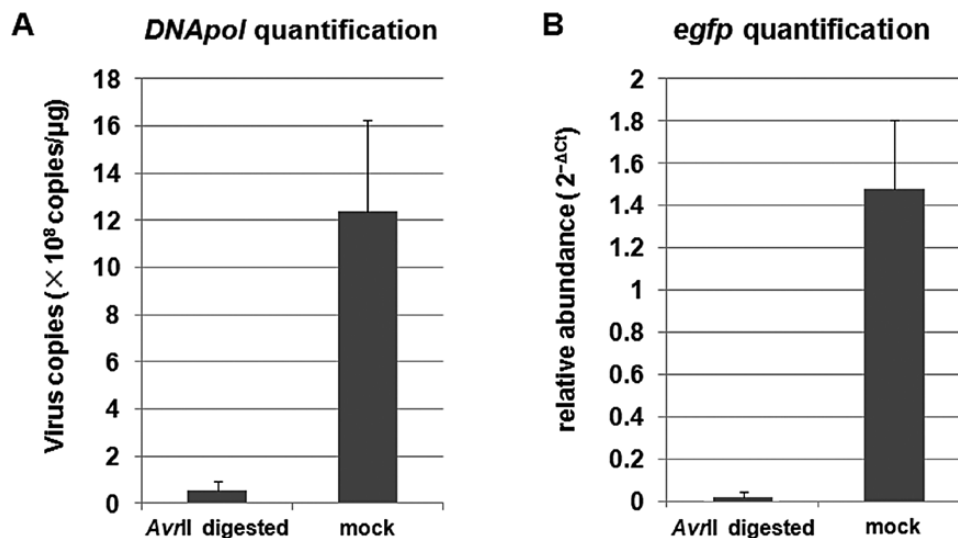 A
DNApol quantification
Virus copies (×10⁸ copies/µg)
18
16
14
12
10
8
6
4
2
0
AvrII digested
mock
B
egfp quantification
relative abundance ( 2⁻ΔCt)
2
1.8
1.6
1.4
1.2
1
0.8
0.6
0.4
0.2
0
AvrII digested
mock